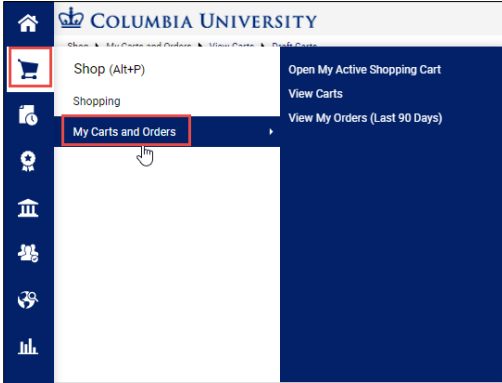 COLUMBIA UNIVERSITY
Shop My Carts and Orders View Carts Draft Carts
Shop (Alt+P)
Shopping
My Carts and Orders
Open My Active Shopping Cart
View Carts
View My Orders (Last 90 Days)